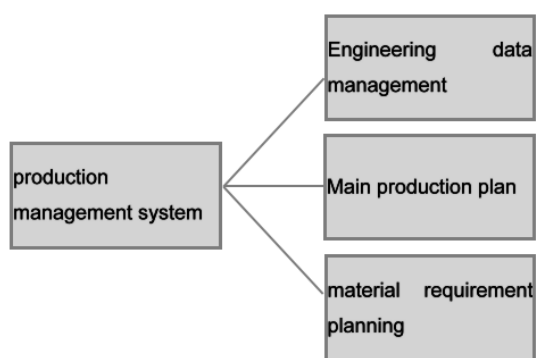 Engineering data
management
production
management system
Main production plan
material requirement
planning